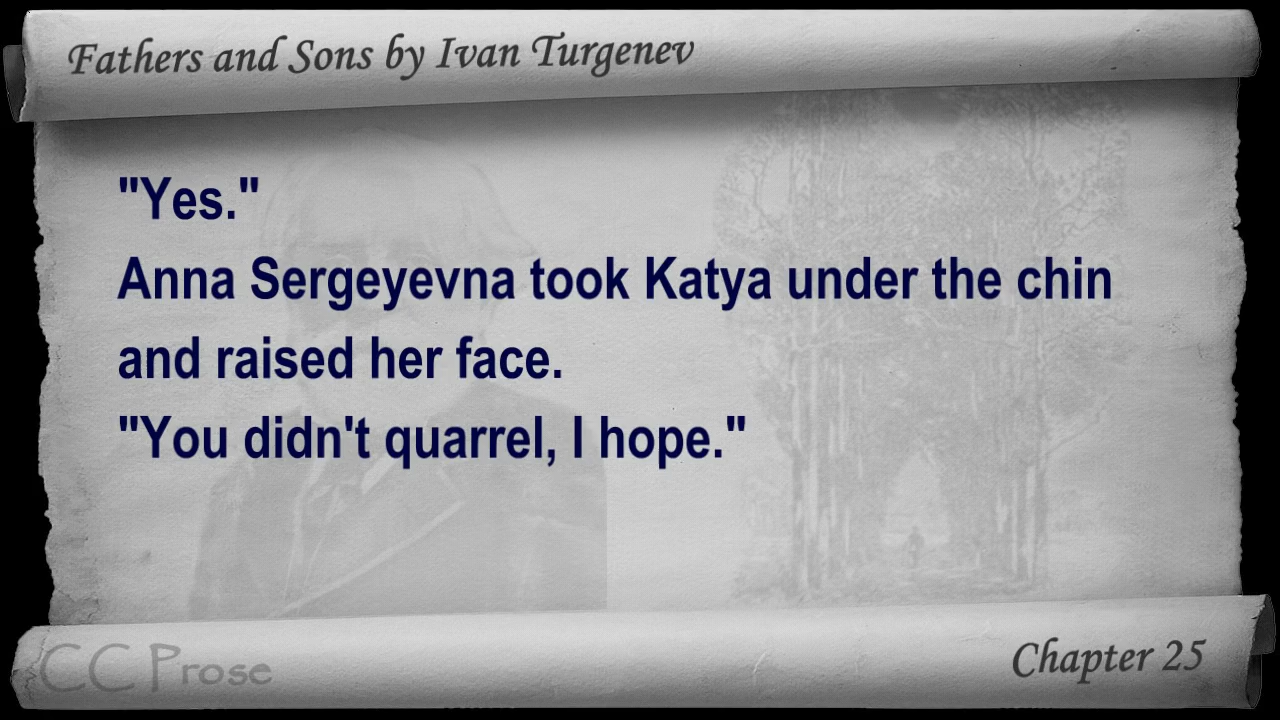 Fathers and Sons by Ivan Turgenev
"Yes."
Anna Sergeyevna took Katya under the chin
and raised her face.
"You didn't quarrel, I hope."
CC Prose
Chapter 25